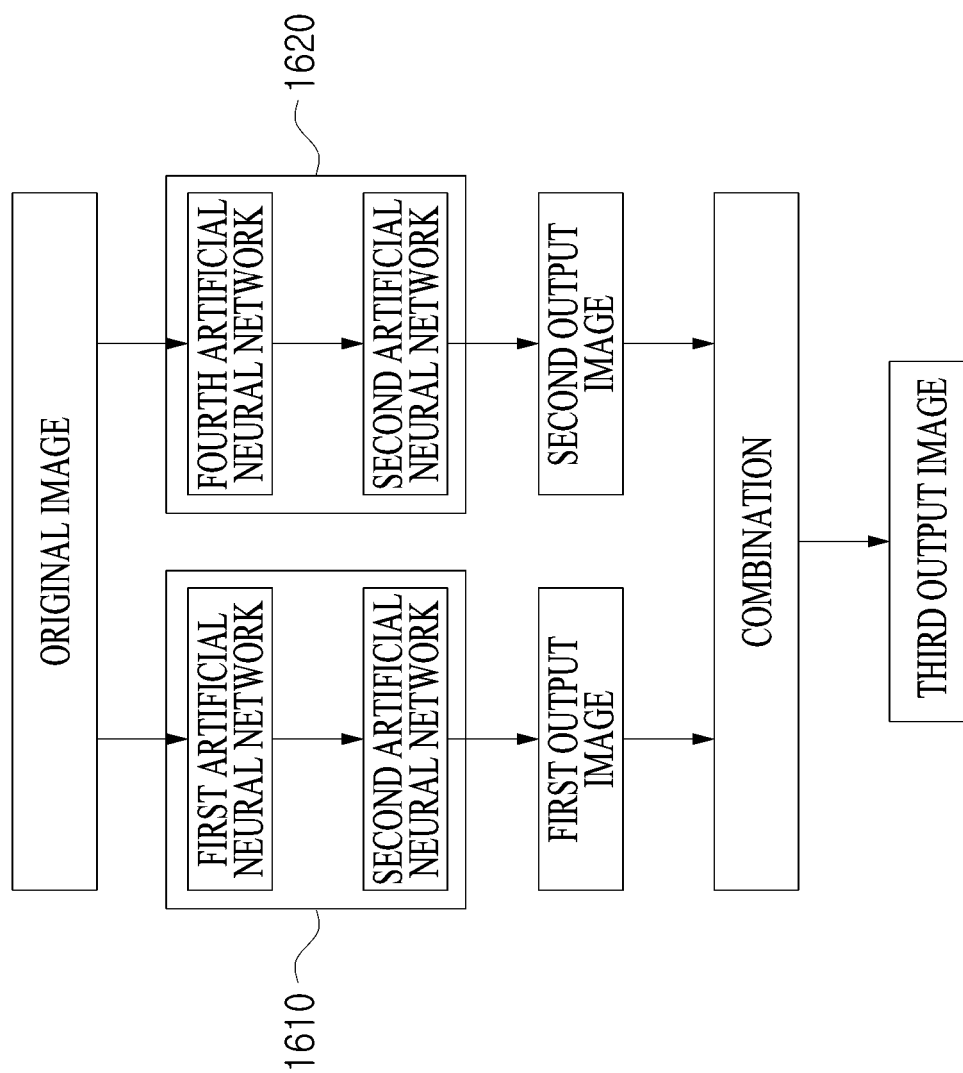 ORIGINAL IMAGE
1610
FIRST ARTIFICIAL
NEURAL NETWORK
SECOND ARTIFICIAL
NEURAL NETWORK
1620
FOURTH ARTIFICIAL
NEURAL NETWORK
SECOND ARTIFICIAL
NEURAL NETWORK
FIRST OUTPUT
IMAGE
SECOND OUTPUT
IMAGE
COMBINATION
THIRD OUTPUT IMAGE